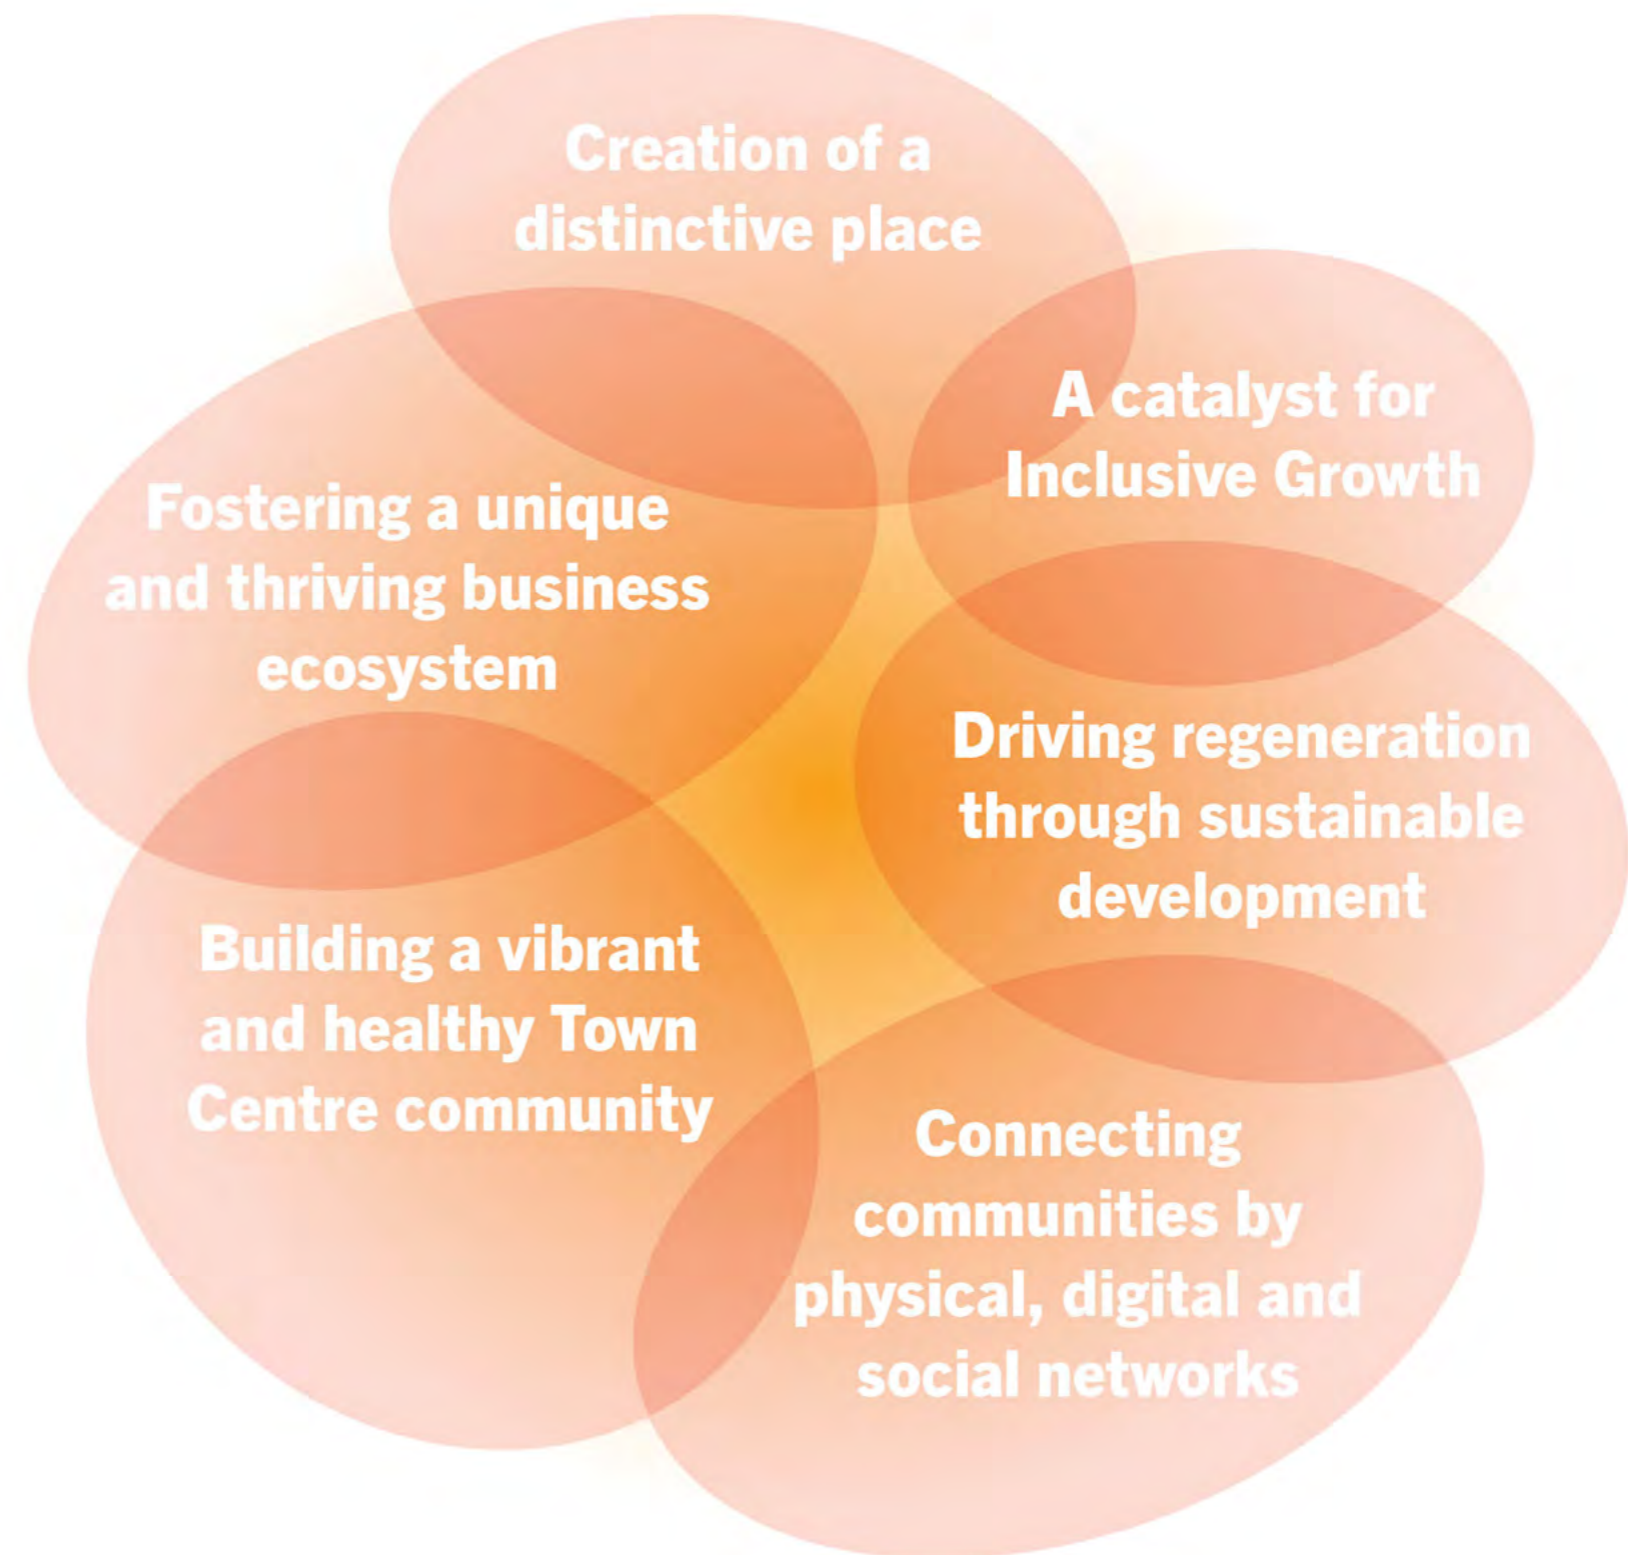 Creation of a
distinctive place
A catalyst for
Inclusive Growth
Fostering a unique
and thriving business
ecosystem
Driving regeneration
through sustainable
development
Building a vibrant
and healthy Town
Centre community
Connecting
communities by
physical, digital and
social networks